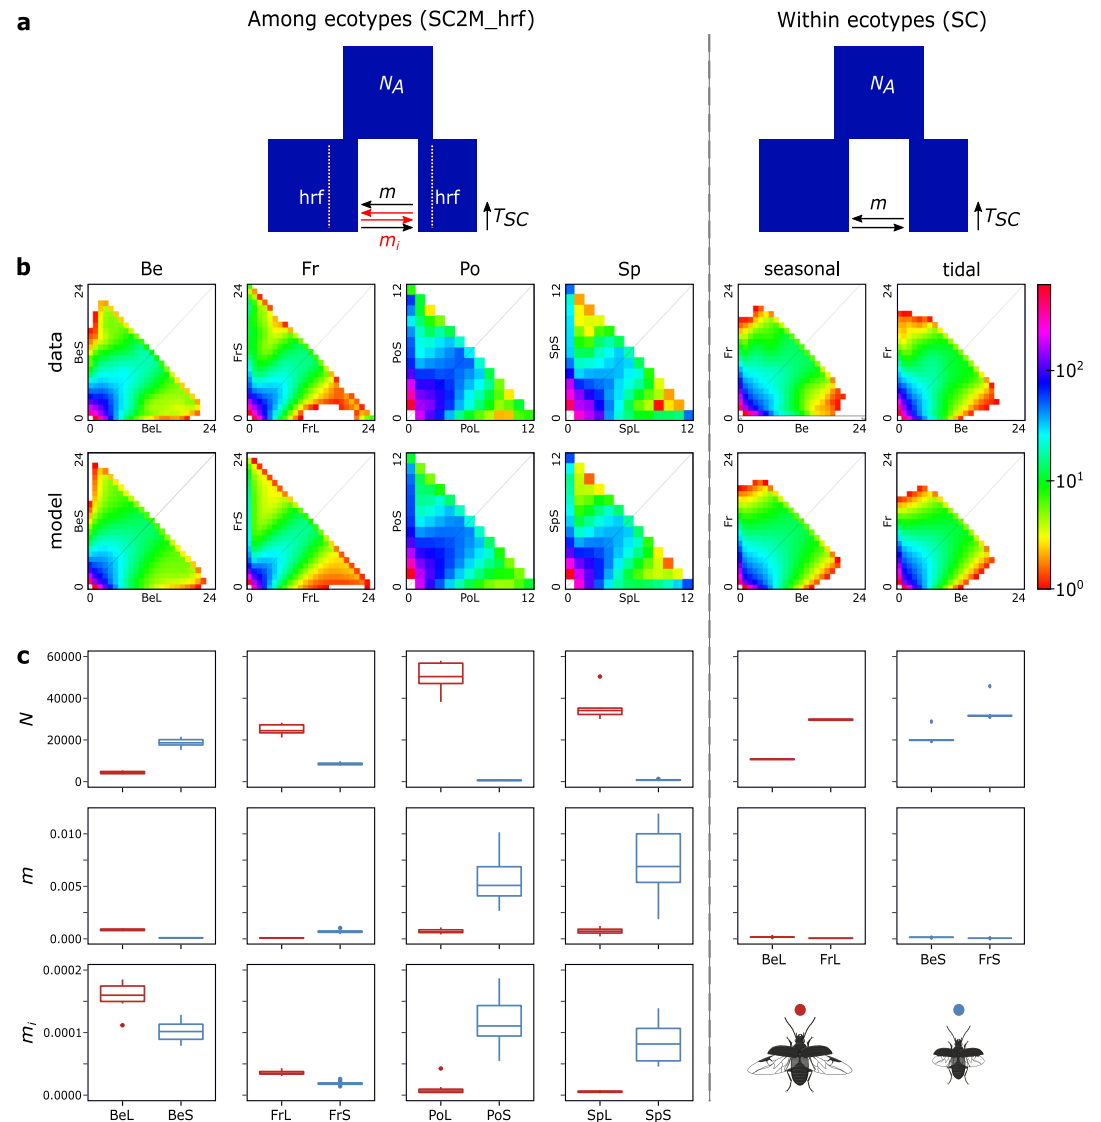 a
Among ecotypes (SC2M_hrf)
Within ecotypes (SC)
N_A
N_A
hrf
m
hrf
m_i
T_SC
m
T_SC
b
Be
Fr
Po
Sp
seasonal
tidal
data
24
BeS
0
0
BeL
24
24
FrS
0
0
FrL
24
12
PoS
0
0
PoL
12
12
SpS
0
0
SpL
12
24
Fr
0
0
Be
24
24
Fr
0
0
Be
24
10^2
10^1
10^0
model
24
BeS
0
0
BeL
24
24
FrS
0
0
FrL
24
12
PoS
0
0
PoL
12
12
SpS
0
0
SpL
12
24
Fr
0
0
Be
24
24
Fr
0
0
Be
24
c
N
60000
40000
20000
0
m
0.010
0.005
0.000
BeL FrL
BeS FrS
m_i
0.0002
0.0001
0.0000
BeL BeS
FrL FrS
PoL PoS
SpL SpS